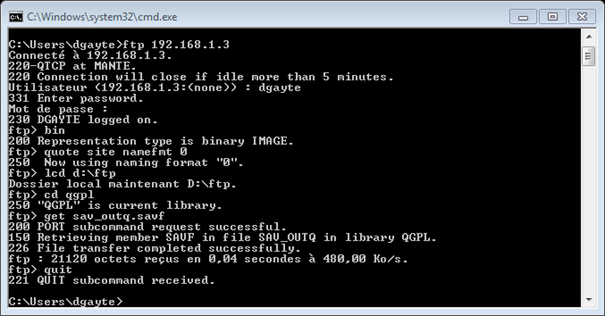 C:\Windows\system32\cmd.exe
C:\Users\dgayte>ftp 192.168.1.3
Connecté à 192.168.1.3.
220-QTCP at MANTE.
220 Connection will close if idle more than 5 minutes.
Utilisateur (192.168.1.3:(none)) : dgayte
331 Enter password.
Mot de passe :
230 DGAYTE logged on.
ftp> bin
200 Representation type is binary IMAGE.
ftp> quote site namefmt 0
250  Now using naming format "0".
ftp> lcd d:\ftp
Dossier local maintenant D:\ftp.
ftp> cd qgpl
250 "QGPL" is current library.
ftp> get sav_outq.savf
200 PORT subcommand request successful.
150 Retrieving member SAVF in file SAV_OUTQ in library QGPL.
226 File transfer completed successfully.
ftp : 21120 octets reçus en 0,04 secondes à 480,00 Ko/s.
ftp> quit
221 QUIT subcommand received.
C:\Users\dgayte>